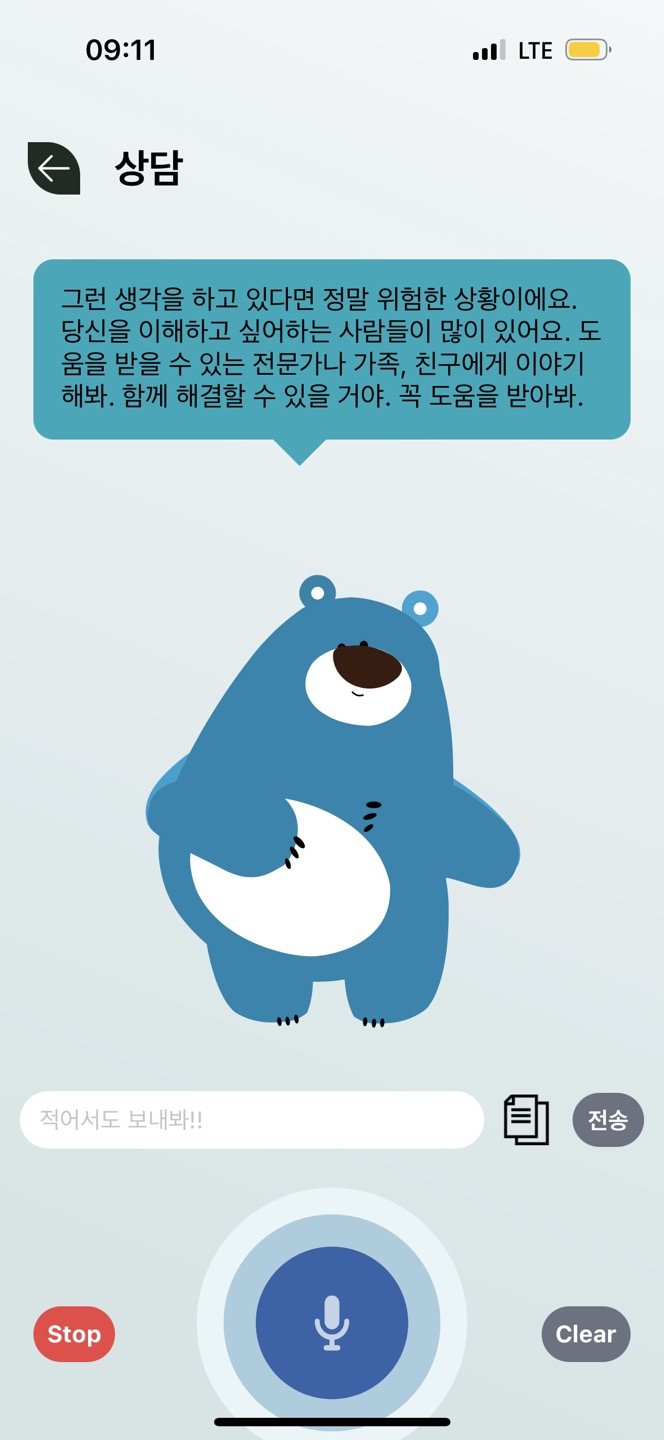 09:11
LTE
상담
그런 생각을 하고 있다면 정말 위험한 상황이에요.
당신을 이해하고 싶어하는 사람들이 많이 있어요. 도
움을 받을 수 있는 전문가나 가족, 친구에게 이야기
해봐. 함께 해결할 수 있을 거야. 꼭 도움을 받아봐.
적어서도 보내봐!!
전송
Stop
Clear